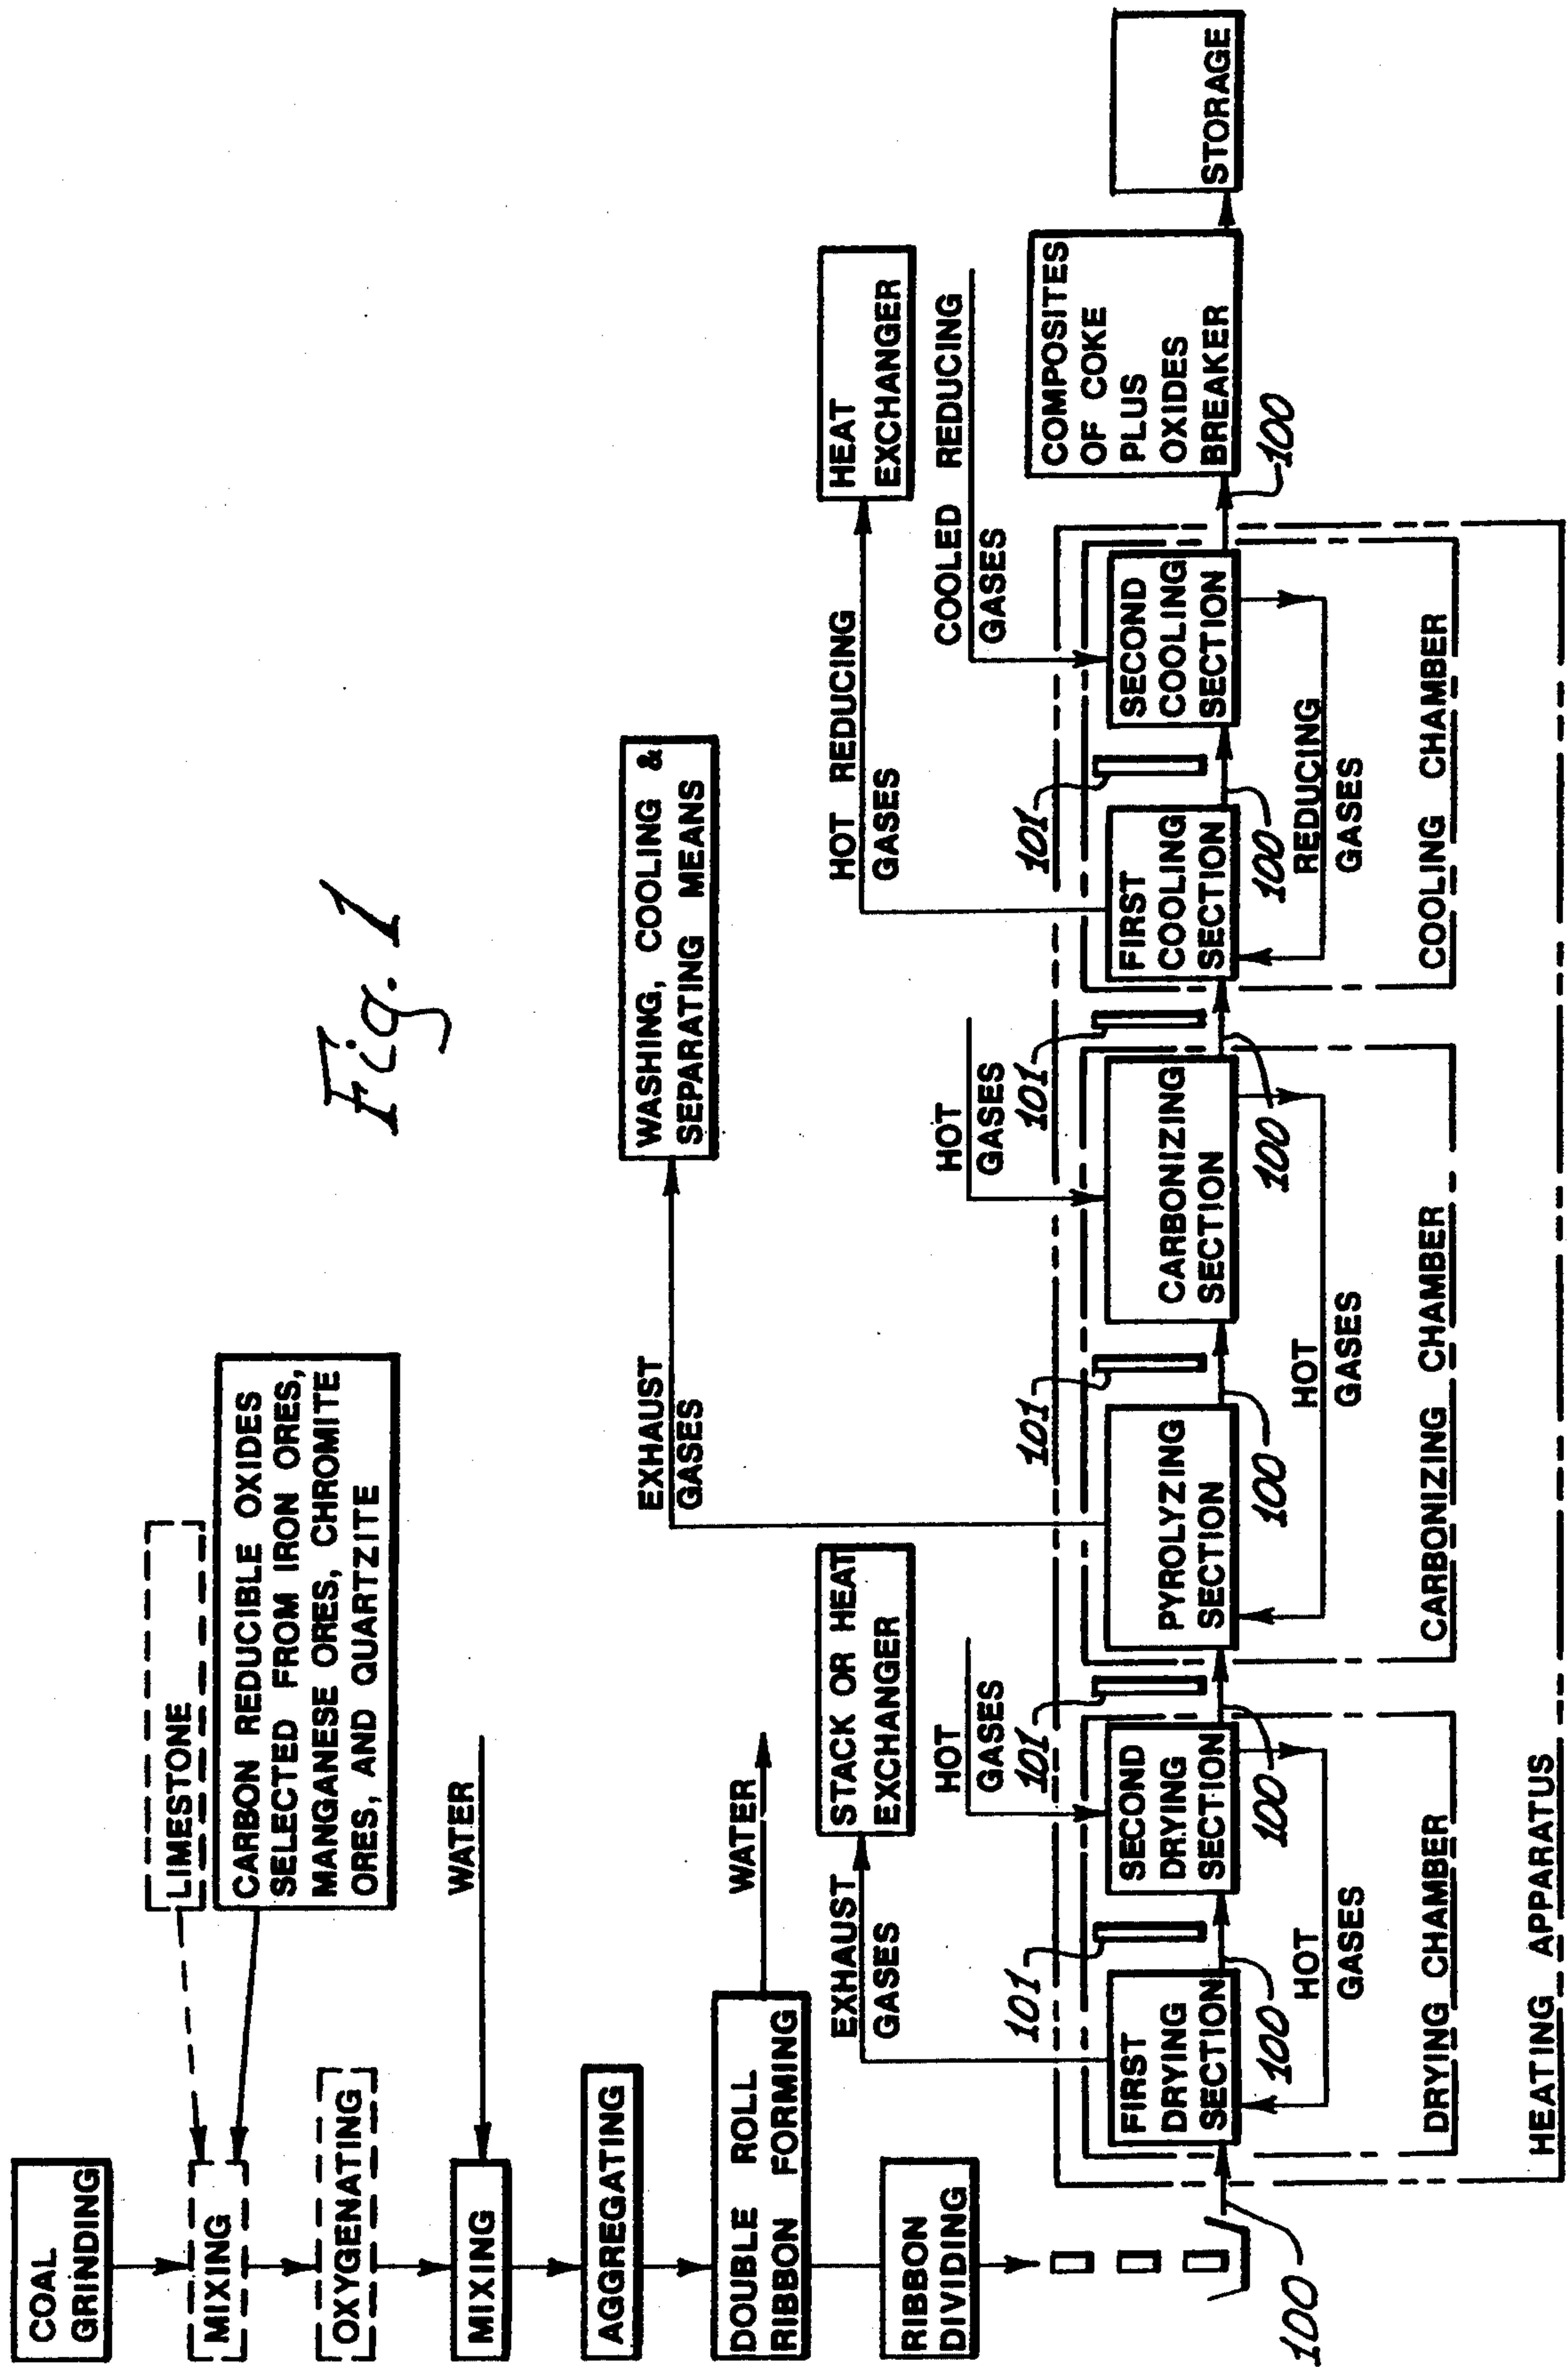 Fig. 1
COAL
GRINDING
MIXING
LIMESTONE
CARBON REDUCIBLE OXIDES
SELECTED FROM IRON ORES,
MANGANESE ORES, CHROMITE
ORES, AND QUARTZITE
OXYGENATING
MIXING
WATER
AGGREGATING
DOUBLE ROLL
RIBBON FORMING
WATER
RIBBON
DIVIDING
100
EXHAUST
GASES
STACK OR HEAT
EXCHANGER
HOT
GASES
EXHAUST
GASES
WASHING, COOLING &
SEPARATING MEANS
HOT
GASES
HOT REDUCING
GASES
HEAT
EXCHANGER
COOLED REDUCING
GASES
101
101
101
101
101
FIRST
DRYING
SECTION
SECOND
DRYING
SECTION
PYROLYZING
SECTION
CARBONIZING
SECTION
FIRST
COOLING
SECTION
SECOND
COOLING
SECTION
COMPOSITES
OF COKE
PLUS
OXIDES
BREAKER
STORAGE
100
100
100
100
100
100
HOT
GASES
HOT
GASES
REDUCING
GASES
DRYING CHAMBER
CARBONIZING CHAMBER
COOLING CHAMBER
HEATING APPARATUS